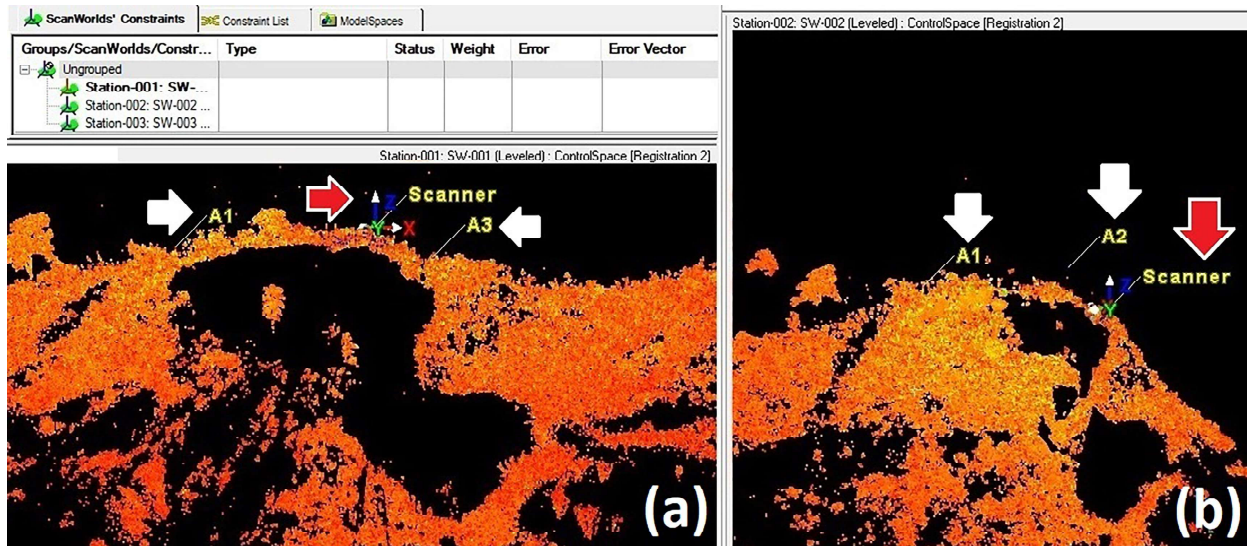 ScanWorlds' Constraints Constraint List ModelSpaces
Groups/ScanWorlds/Constr... Type Status Weight Error Error Vector
Ungrouped
Station-001: SW-...
Station-002: SW-002 ...
Station-003: SW-003 ...
Station-001: SW-001 (Leveled) : ControlSpace [Registration 2]
A1
Z
Scanner
Y
X
A3
(a)
Station-002: SW-002 (Leveled) : ControlSpace [Registration 2]
A1
A2
Z
Scanner
Y
(b)